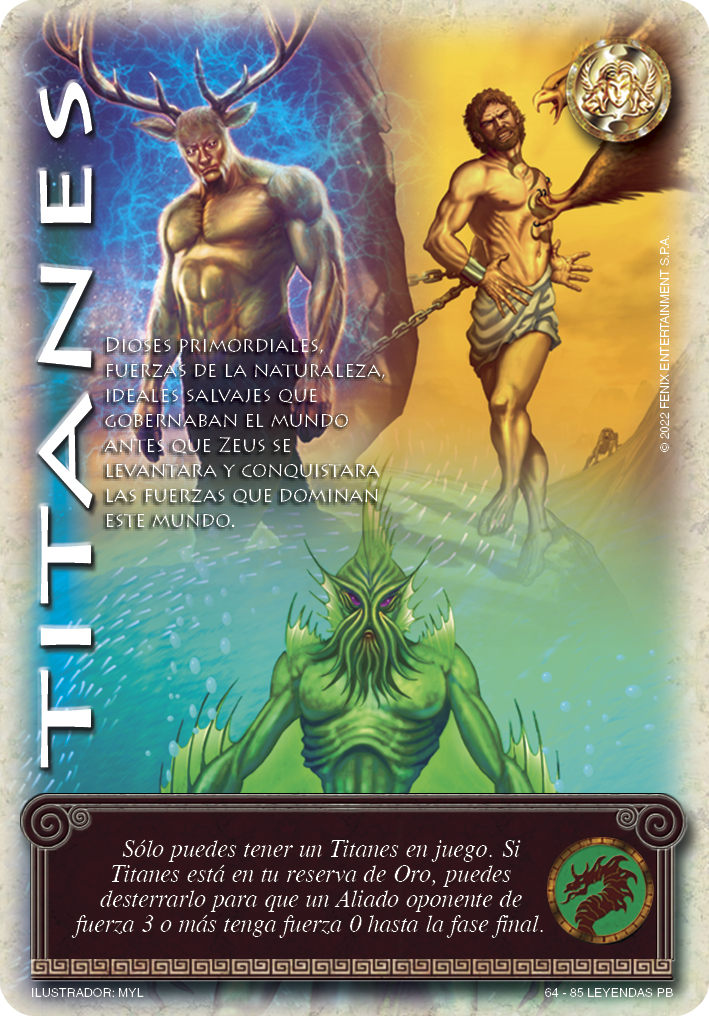 TITANES
Dioses primordiales,
fuerzas de la naturaleza,
ideales salvajes que
gobernaban el mundo
antes que Zeus se
levantara y conquistara
las fuerzas que dominan
este mundo.
© 2022 FENIX ENTERTAINMENT S.P.A.
Sólo puedes tener un Titanes en juego. Si
Titanes está en tu reserva de Oro, puedes
desterrarlo para que un Aliado oponente de
fuerza 3 o más tenga fuerza 0 hasta la fase final.
ILUSTRADOR: MYL
64 - 85 LEYENDAS PB